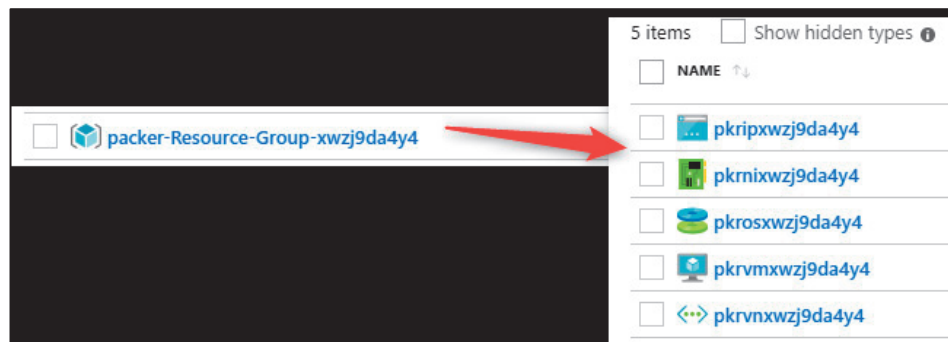 packer-Resource-Group-xwzj9da4y4
5 items Show hidden types
NAME
pkripxwzj9da4y4
pkrnixwzj9da4y4
pkrosxwzj9da4y4
pkrvmxwzj9da4y4
pkrvnxwzj9da4y4